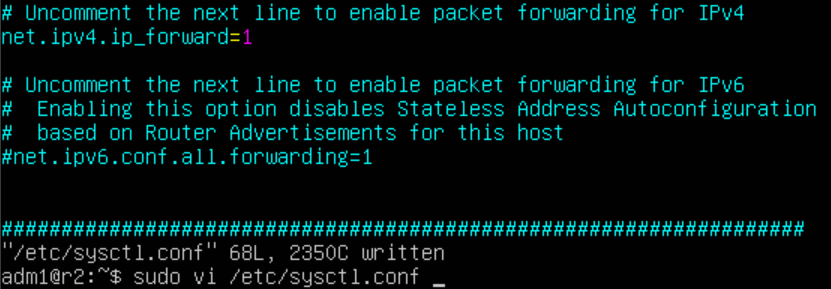 # Uncomment the next line to enable packet forwarding for IPv4
net.ipv4.ip_forward=1
# Uncomment the next line to enable packet forwarding for IPv6
#  Enabling this option disables Stateless Address Autoconfiguration
#  based on Router Advertisements for this host
#net.ipv6.conf.all.forwarding=1
###################################################################
"/etc/sysctl.conf" 68L, 2350C written
adm1@r2:~$ sudo vi /etc/sysctl.conf _